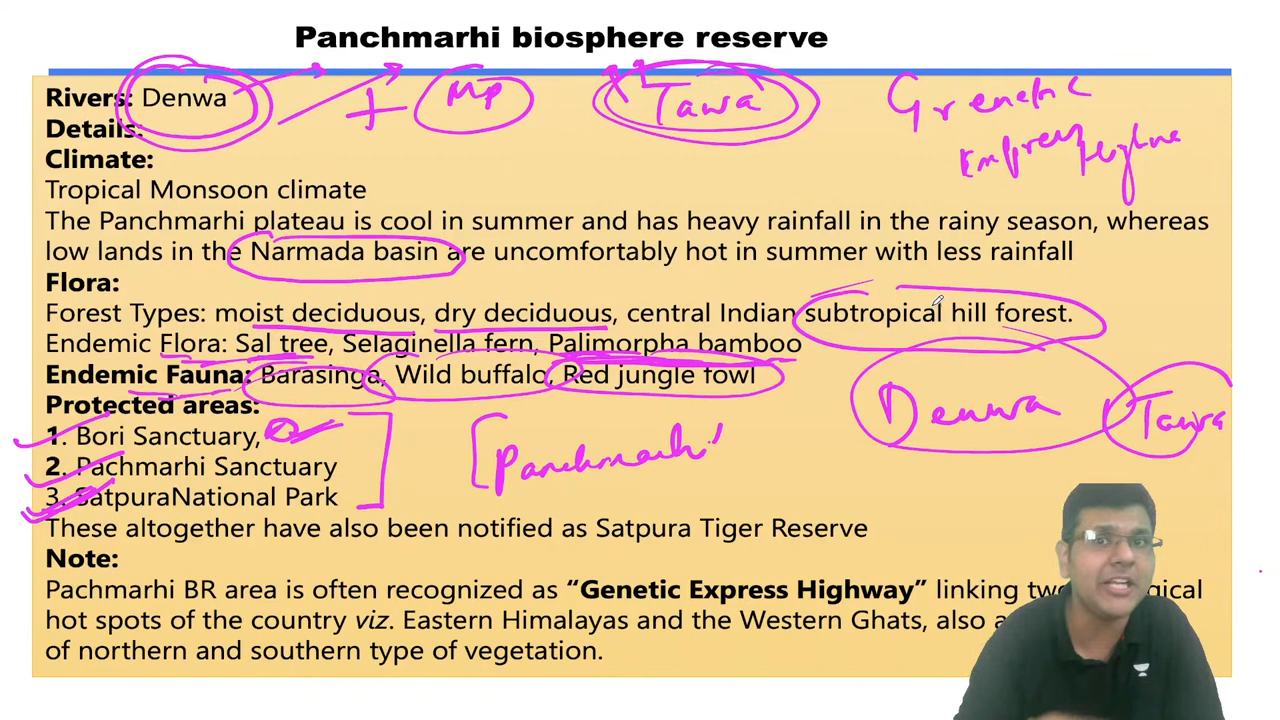 Panchmarhi biosphere reserve
Rivers: Denwa MP Tawa Grenetic
Details: Express Highway
Climate:
Tropical Monsoon climate
The Panchmarhi plateau is cool in summer and has heavy rainfall in the rainy season, whereas
low lands in the Narmada basin are uncomfortably hot in summer with less rainfall
Flora:
Forest Types: moist deciduous, dry deciduous, central Indian subtropical hill forest.
Endemic Flora: Sal tree, Selaginella fern, Palimorpha bamboo
Endemic Fauna: Barasinga, Wild buffalo, Red jungle fowl
Protected areas: Denwa Tawa
1. Bori Sanctuary,
2. Pachmarhi Sanctuary Panchmarhi
3. SatpuraNational Park
These altogether have also been notified as Satpura Tiger Reserve
Note:
Pachmarhi BR area is often recognized as “Genetic Express Highway” linking
hot spots of the country viz. Eastern Himalayas and the Western Ghats, also
of northern and southern type of vegetation.